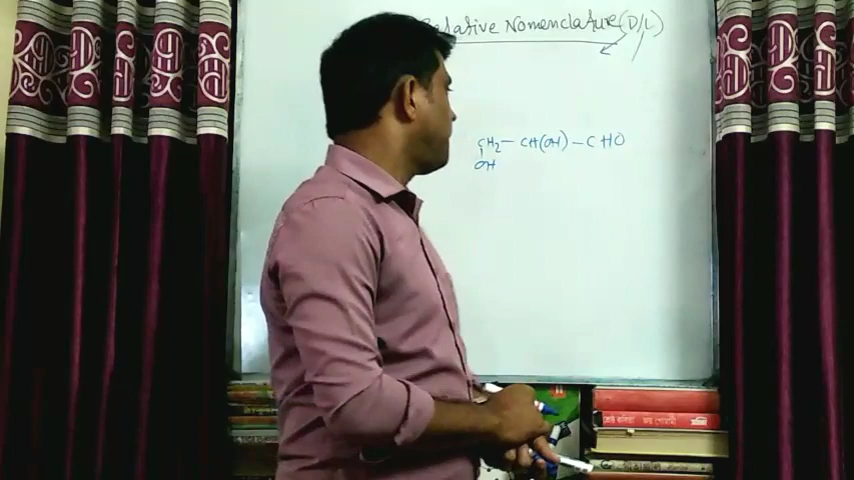 Relative Nomenclature (D/L)
CH2 — CH(OH) — CHO
OH